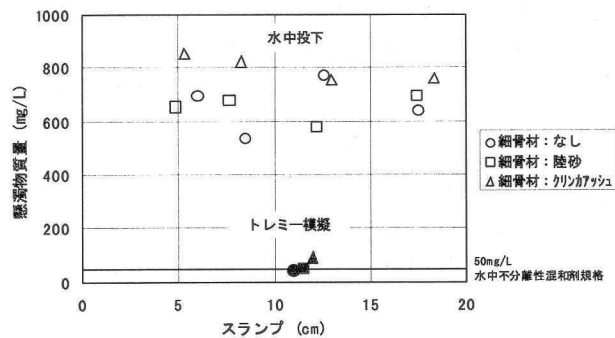 1000
800
600
400
200
0
懸濁物質量 (mg/L)
水中投下
トレミー模擬
0 5 10 15 20
スランプ (cm)
○細骨材：なし
□細骨材：陸砂
△細骨材：クリンカアッシュ
50mg/L
水中不分離性混和剤規格